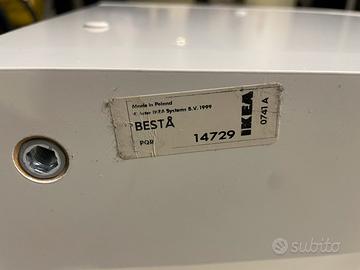 Made in Poland
© Inter IKEA Systems B.V. 1999
BESTÅ
PQR
14729
IKEA
0741 A
subito